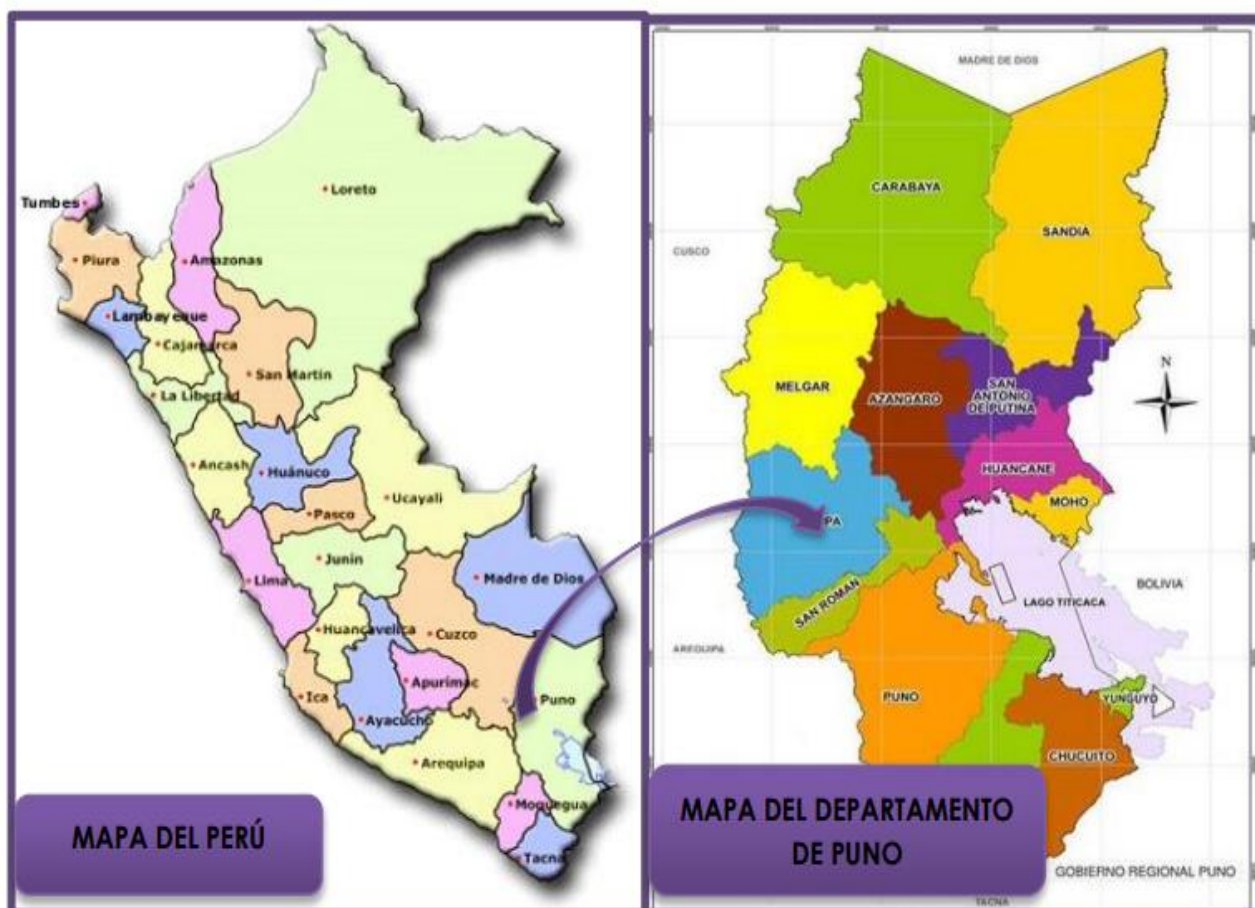 Loreto
Tumbes
Piura
Amazonas
Lambayeque
Cajamarca
San Martín
La Libertad
Ancash
Huánuco
Ucayali
Pasco
Junín
Lima
Madre de Dios
Huancavelica
Cuzco
Ica
Apurimac
Puno
Ayacucho
Arequipa
Moquegua
Tacna
MAPA DEL PERÚ
MADRE DE DIOS
CARABAYA
SANDIA
CUSCO
N
MELGAR
AZANGARO
SAN
ANTONIO
DE PUTINA
HUANCANE
MOHO
PA
BOLIVIA
SAN ROMAN
LAGO TITICACA
AREQUIPA
PUNO
YUNGUYO
CHUCUITO
MAPA DEL DEPARTAMENTO
DE PUNO
GOBIERNO REGIONAL PUNO
TACNA